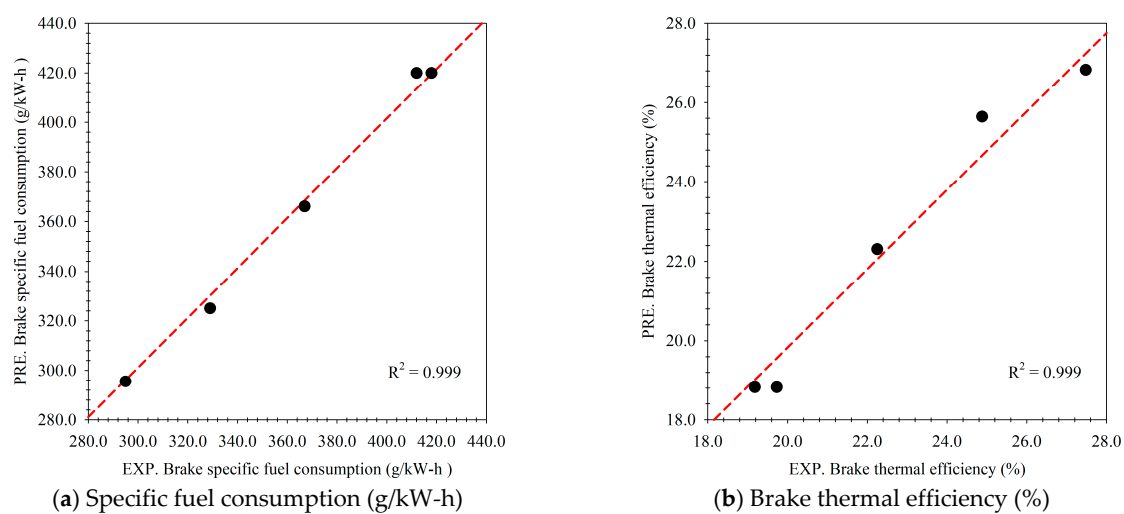 440.0
420.0
400.0
380.0
360.0
340.0
320.0
300.0
280.0
PRE. Brake specific fuel consumption (g/kW-h)
R² = 0.999
280.0 300.0 320.0 340.0 360.0 380.0 400.0 420.0 440.0
EXP. Brake specific fuel consumption (g/kW-h )
(a) Specific fuel consumption (g/kW-h)
28.0
26.0
24.0
22.0
20.0
18.0
PRE. Brake thermal efficiency (%)
R² = 0.999
18.0 20.0 22.0 24.0 26.0 28.0
EXP. Brake thermal efficiency (%)
(b) Brake thermal efficiency (%)